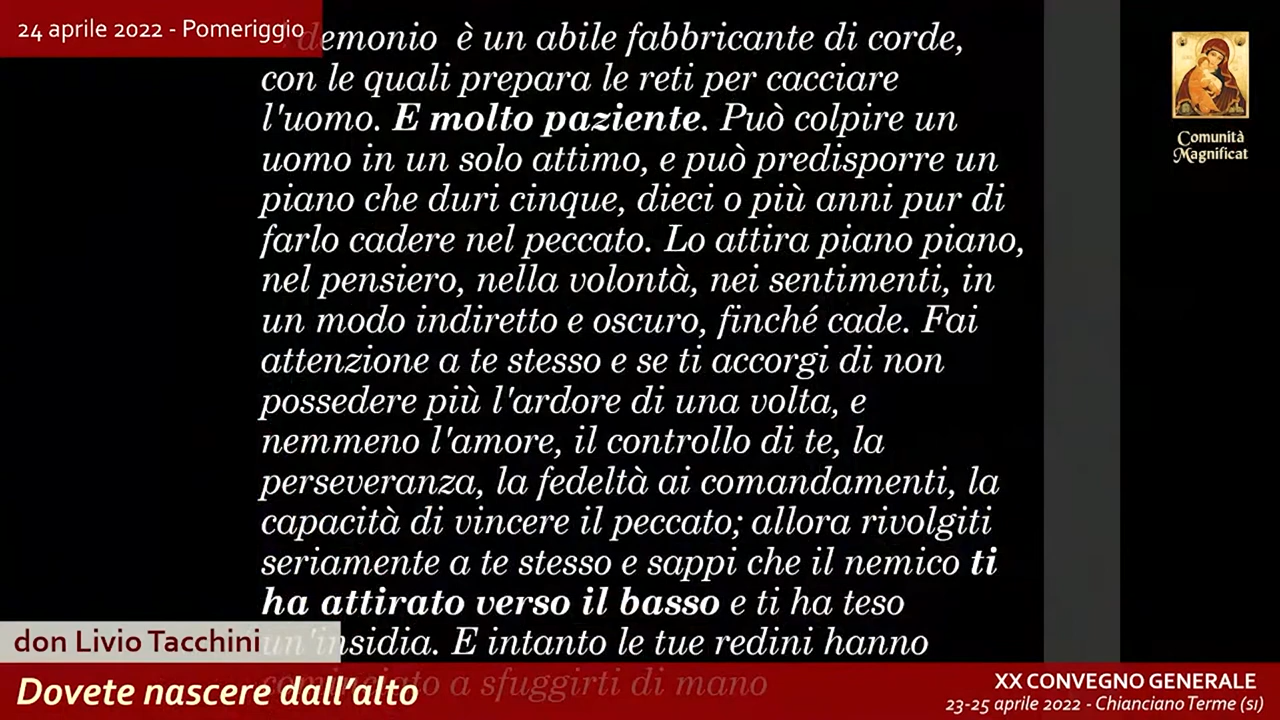 24 aprile 2022 - Pomeriggio
demonio è un abile fabbricante di corde,
con le quali prepara le reti per cacciare
l'uomo. E molto paziente. Può colpire un
uomo in un solo attimo, e può predisporre un
piano che duri cinque, dieci o più anni pur di
farlo cadere nel peccato. Lo attira piano piano,
nel pensiero, nella volontà, nei sentimenti, in
un modo indiretto e oscuro, finché cade. Fai
attenzione a te stesso e se ti accorgi di non
possedere più l'ardore di una volta, e
nemmeno l'amore, il controllo di te, la
perseveranza, la fedeltà ai comandamenti, la
capacità di vincere il peccato; allora rivolgiti
seriamente a te stesso e sappi che il nemico ti
ha attirato verso il basso e ti ha teso
un'insidia. E intanto le tue redini hanno
cominciato a sfuggirti di mano
Comunità
Magnificat
don Livio Tacchini
Dovete nascere dall'alto
XX CONVEGNO GENERALE
23-25 aprile 2022 - Chianciano Terme (SI)